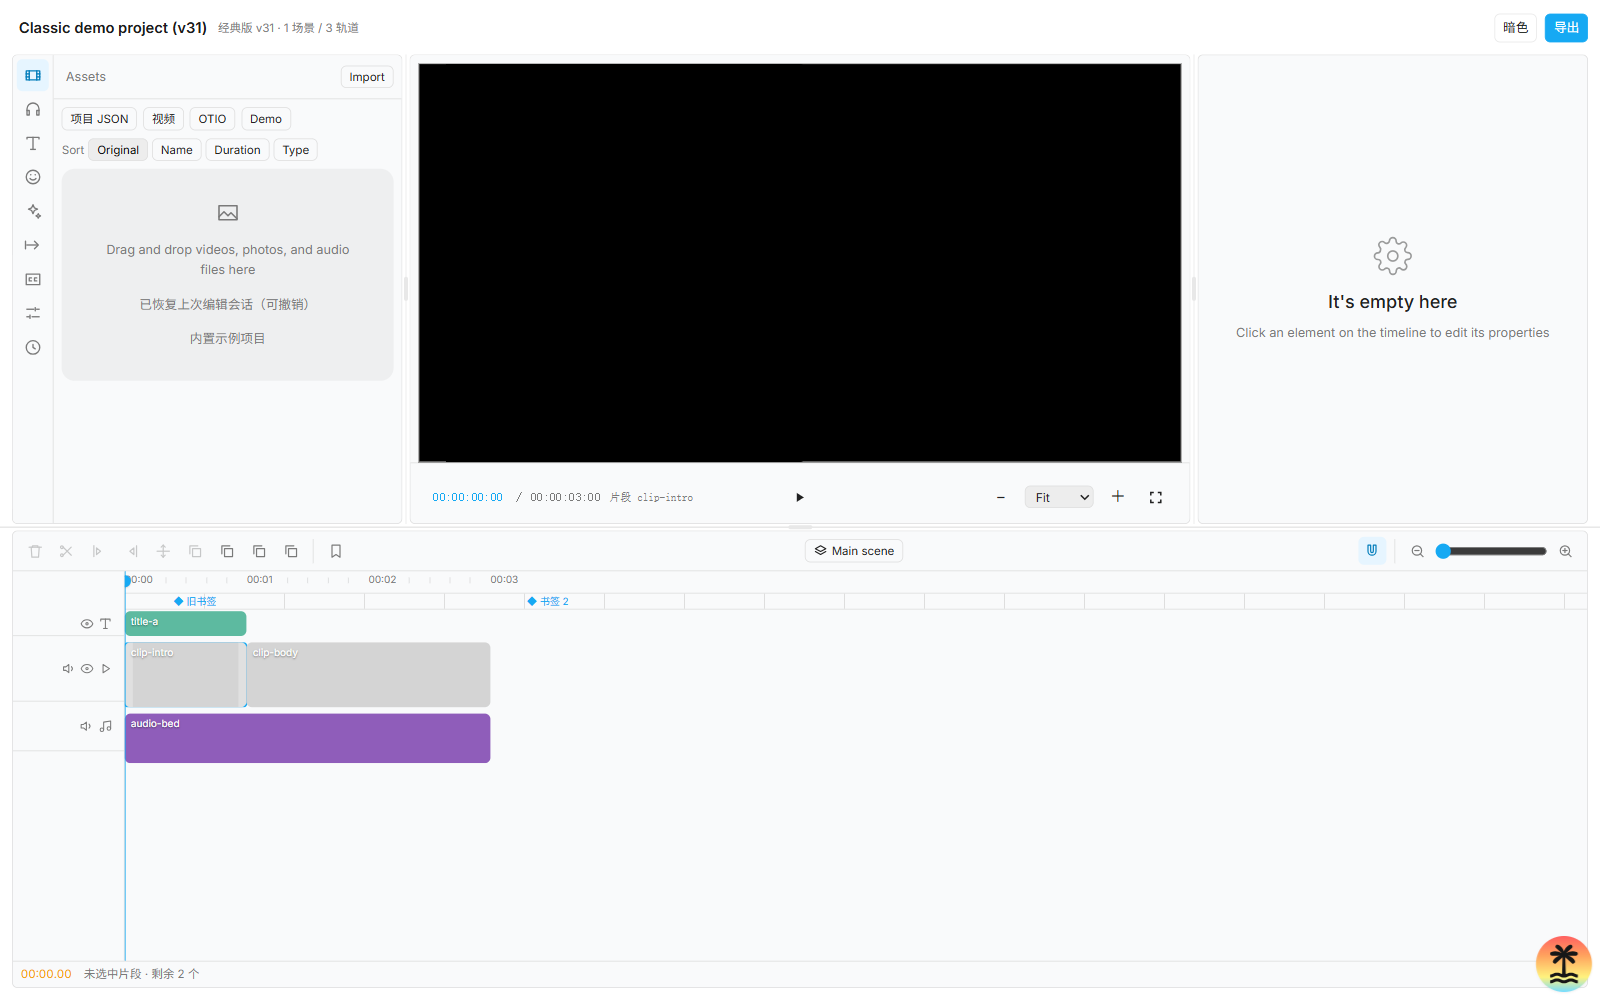 Classic demo project (v31) 经典版 v31 · 1 场景 / 3 轨道 暗色 导出
Assets Import
项目 JSON 视频 OTIO Demo
Sort Original Name Duration Type
Drag and drop videos, photos, and audio
files here
已恢复上次编辑会话（可撤销）
内置示例项目
It's empty here
Click an element on the timeline to edit its properties
00:00:00:00 / 00:00:03:00 片段 clip-intro Fit
Main scene
0:00 00:01 00:02 00:03
旧书签 书签 2
title-a
clip-intro clip-body
audio-bed
00:00.00 未选中片段 · 剩余 2 个